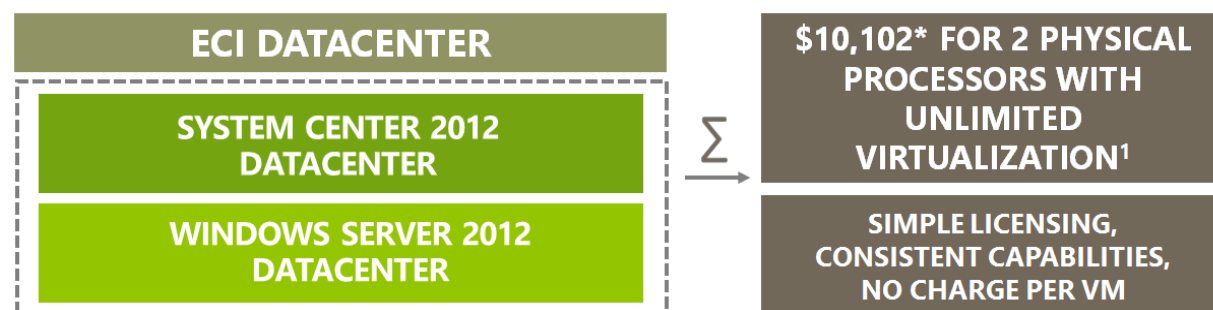 ECI DATACENTER
SYSTEM CENTER 2012
DATACENTER
WINDOWS SERVER 2012
DATACENTER
∑
$10,102* FOR 2 PHYSICAL
PROCESSORS WITH
UNLIMITED
VIRTUALIZATION¹
SIMPLE LICENSING,
CONSISTENT CAPABILITIES,
NO CHARGE PER VM